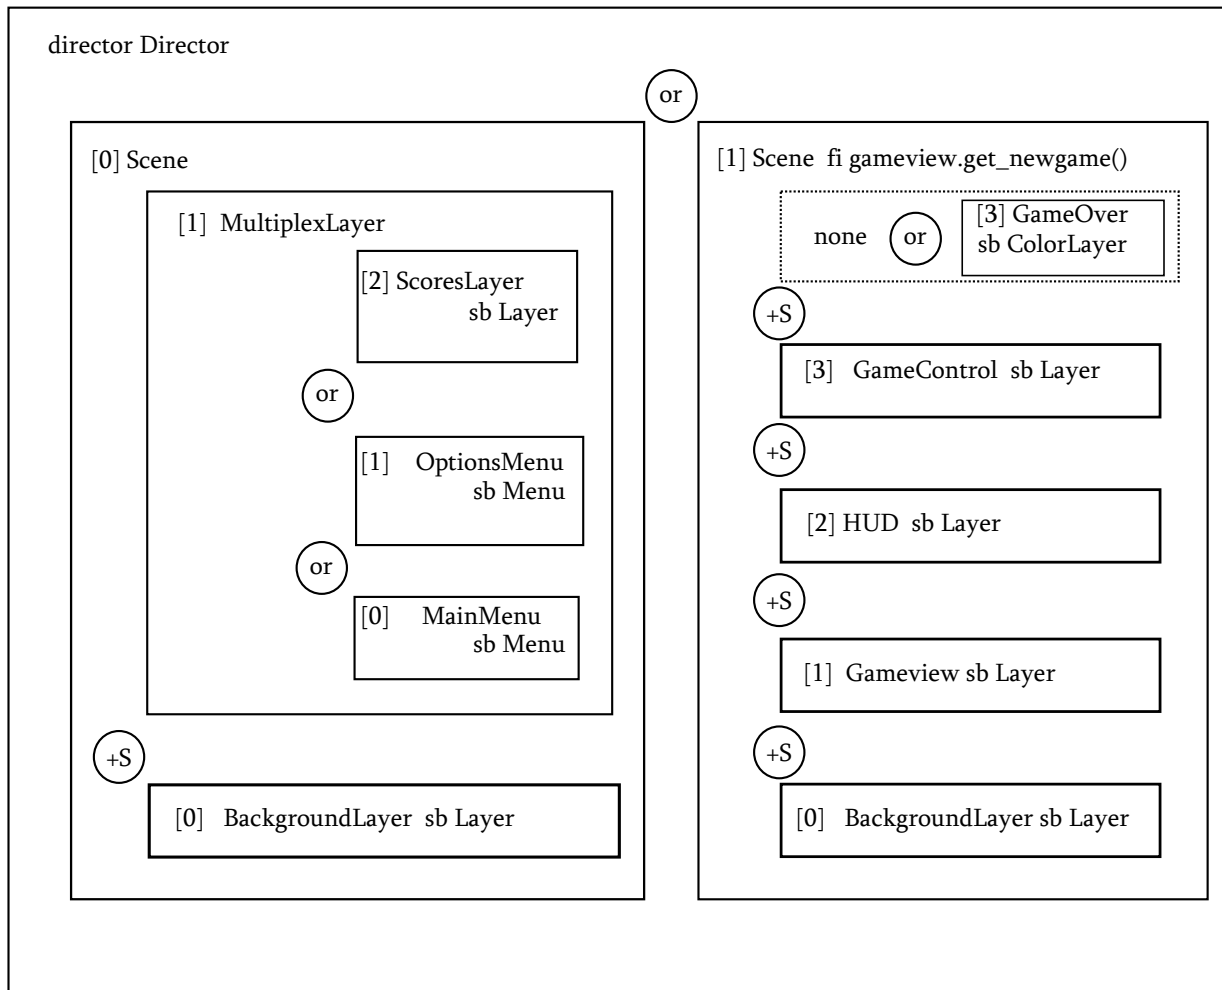 director Director
or
[0] Scene
[1] MultiplexLayer
[2] ScoresLayer
sb Layer
or
[1] OptionsMenu
sb Menu
or
[0] MainMenu
sb Menu
+S
[0] BackgroundLayer sb Layer
[1] Scene fi gameview.get_newgame()
none or [3] GameOver
sb ColorLayer
+S
[3] GameControl sb Layer
+S
[2] HUD sb Layer
+S
[1] Gameview sb Layer
+S
[0] BackgroundLayer sb Layer